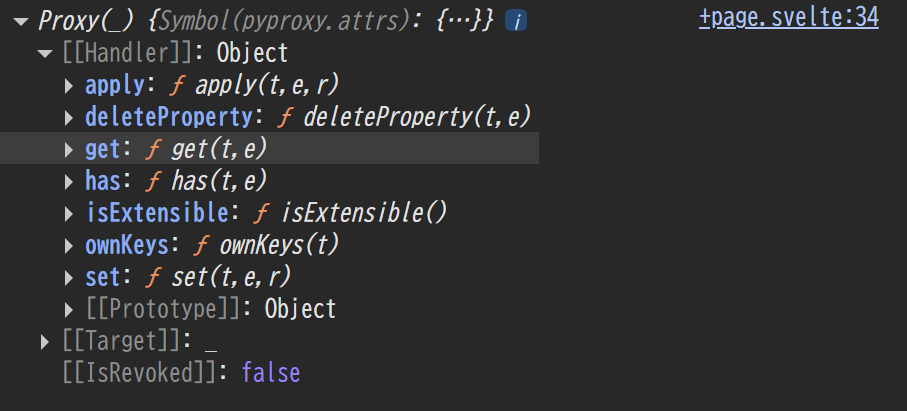 ▼ Proxy(_) {Symbol(pyproxy.attrs): {…}} i +page.svelte:34
▼ [[Handler]]: Object
▶ apply: ƒ apply(t,e,r)
▶ deleteProperty: ƒ deleteProperty(t,e)
▶ get: ƒ get(t,e)
▶ has: ƒ has(t,e)
▶ isExtensible: ƒ isExtensible()
▶ ownKeys: ƒ ownKeys(t)
▶ set: ƒ set(t,e,r)
▶ [[Prototype]]: Object
▶ [[Target]]: _
[[IsRevoked]]: false